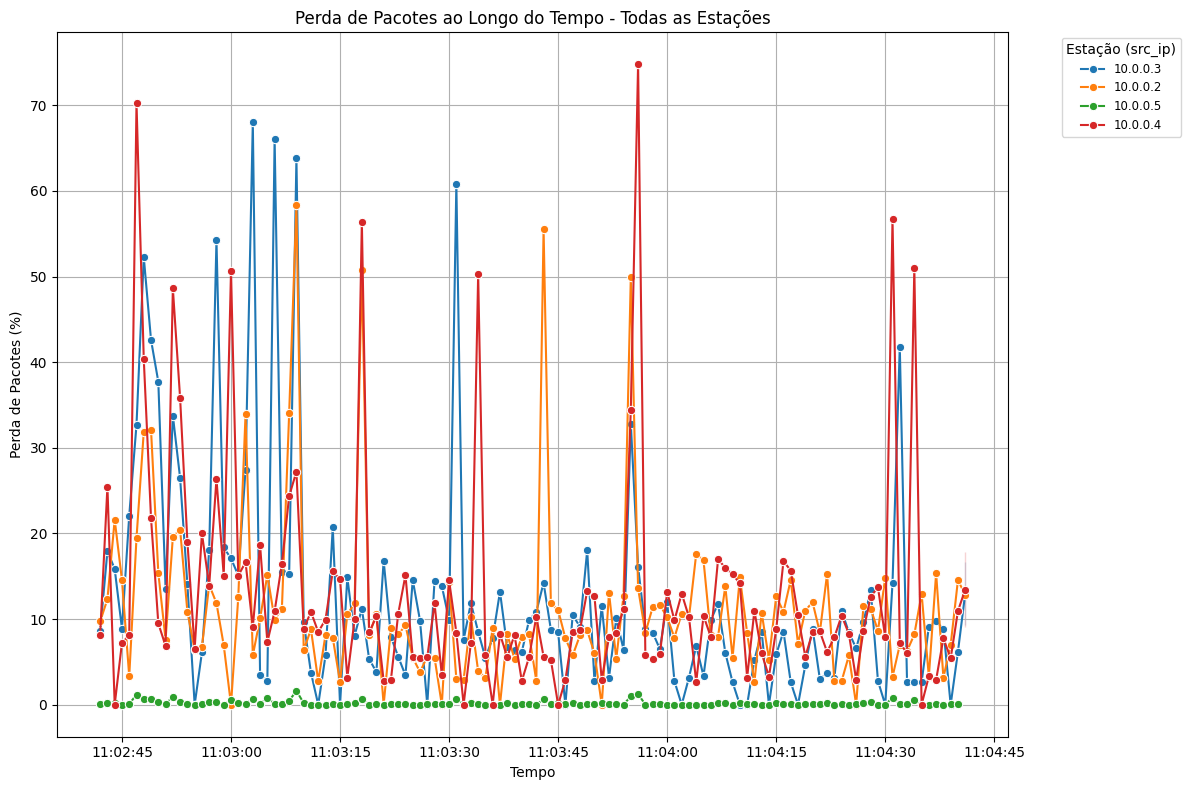 Perda de Pacotes ao Longo do Tempo - Todas as Estações
Estação (src_ip)
10.0.0.3
10.0.0.2
10.0.0.5
10.0.0.4
Perda de Pacotes (%)
70
60
50
40
30
20
10
0
11:02:45 11:03:00 11:03:15 11:03:30 11:03:45 11:04:00 11:04:15 11:04:30 11:04:45
Tempo